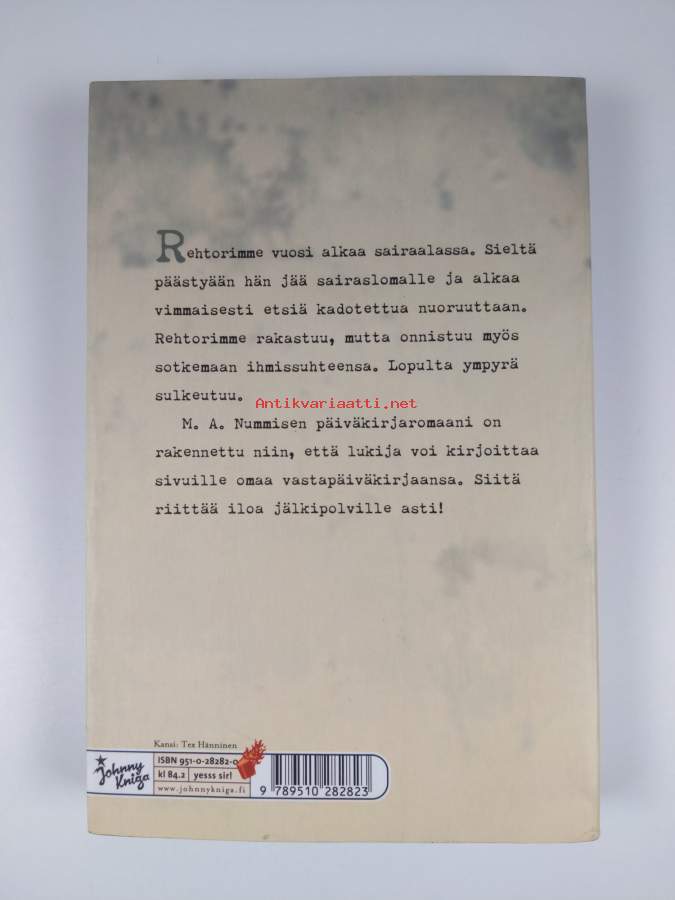 Rehtorimme vuosi alkaa sairaalassa. Sieltä
päästyään hän jää sairaslomalle ja alkaa
vimmaisesti etsiä kadotettua nuoruuttaan.
Rehtorimme rakastuu, mutta onnistuu myös
sotkemaan ihmissuhteensa. Lopulta ympyrä
sulkeutuu.
Antikvariaatti.net
M. A. Nummisen päiväkirjaromaani on
rakennettu niin, että lukija voi kirjoittaa
sivuille omaa vastapäiväkirjaansa. Siitä
riittää iloa jälkipolville asti!
Kansi: Tex Hänninen
Johnny Kniga
ISBN 951-0-28282-0
kl 84.2 yesss sir!
www.johnnykniga.fi
9 789510 282823